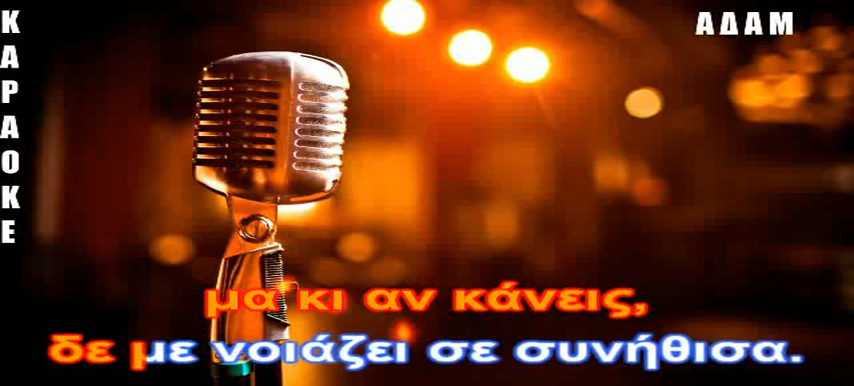 ΚΑΡΑΟΚΕ
ΑΔΑΜ
μα κι αν κάνεις,
δε με νοιάζει σε συνήθισα.